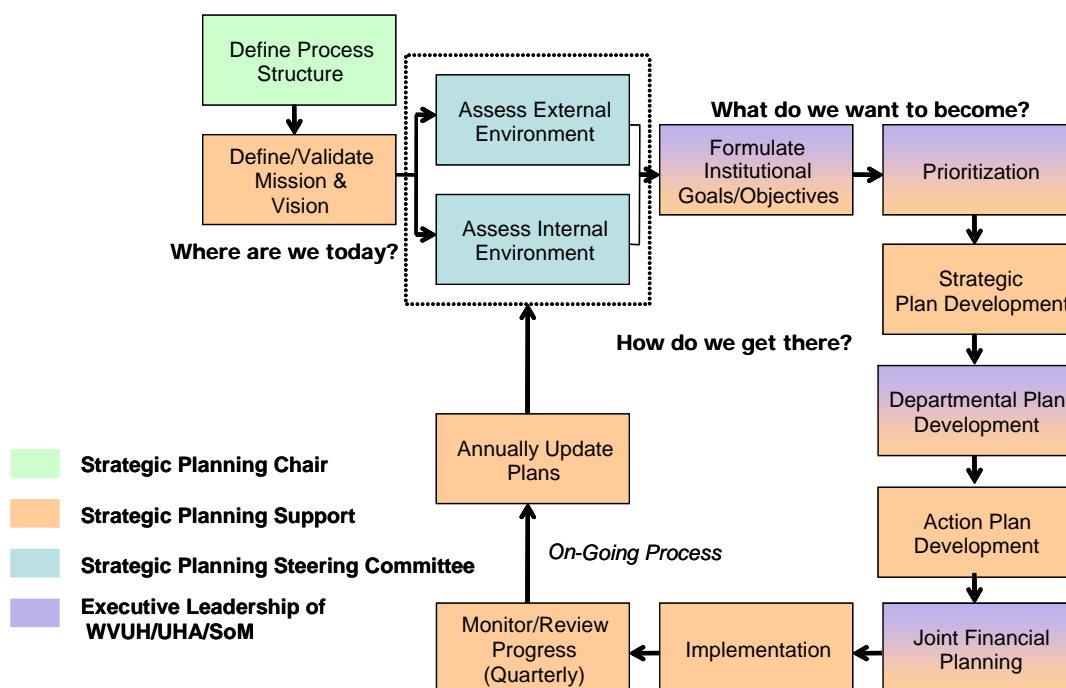 Define Process
Structure
Define/Validate
Mission &
Vision
Where are we today?
Assess External
Environment
Assess Internal
Environment
What do we want to become?
Formulate
Institutional
Goals/Objectives
Prioritization
Strategic
Plan Development
How do we get there?
Departmental Plan
Development
Action Plan
Development
Joint Financial
Planning
Implementation
Monitor/Review
Progress
(Quarterly)
On-Going Process
Annually Update
Plans
Strategic Planning Chair
Strategic Planning Support
Strategic Planning Steering Committee
Executive Leadership of
WVUH/UHA/SoM